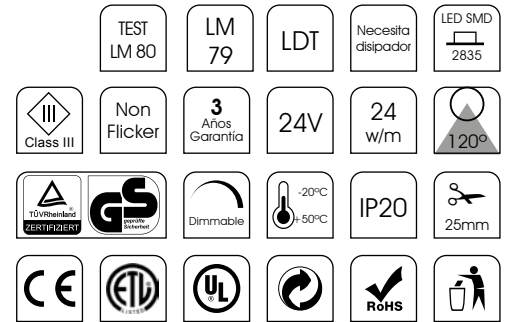 TEST
LM 80
LM
79
LDT
Necesita
disipador
LED SMD
2835
III
Class III
Non
Flicker
3
Años
Garantía
24V
24
w/m
120º
TÜVRheinland
ZERTIFIZIERT
GS
geprüfte
Sicherheit
Dimmable
-20ºC
+50ºC
IP20
25mm
CE
ETL
LISTED
UL
®
RoHS